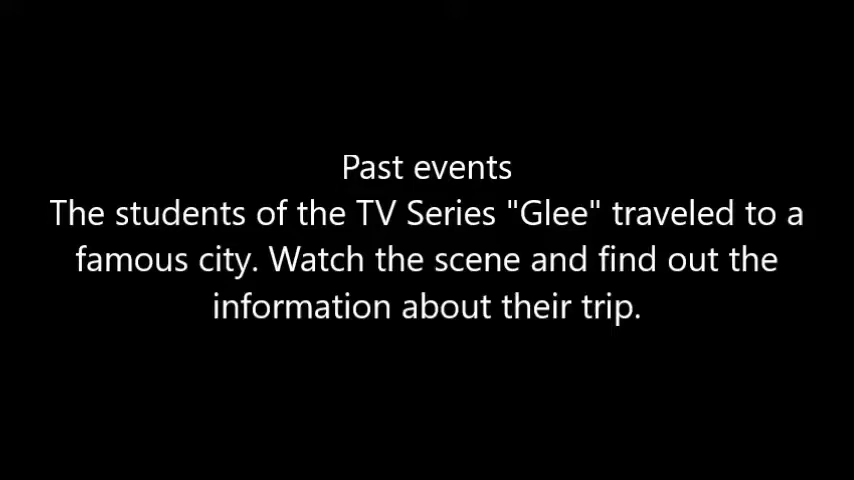 Past events
The students of the TV Series "Glee" traveled to a
famous city. Watch the scene and find out the
information about their trip.